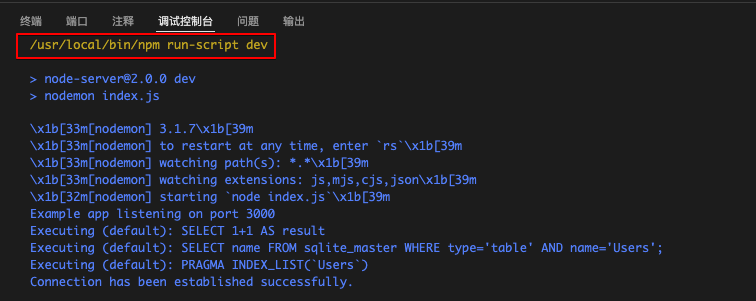 终端 端口 注释 调试控制台 问题 输出
/usr/local/bin/npm run-script dev
> node-server@2.0.0 dev
> nodemon index.js
\x1b[33m[nodemon] 3.1.7\x1b[39m
\x1b[33m[nodemon] to restart at any time, enter `rs`\x1b[39m
\x1b[33m[nodemon] watching path(s): *.*\x1b[39m
\x1b[33m[nodemon] watching extensions: js,mjs,cjs,json\x1b[39m
\x1b[32m[nodemon] starting `node index.js`\x1b[39m
Example app listening on port 3000
Executing (default): SELECT 1+1 AS result
Executing (default): SELECT name FROM sqlite_master WHERE type='table' AND name='Users';
Executing (default): PRAGMA INDEX_LIST(`Users`)
Connection has been established successfully.